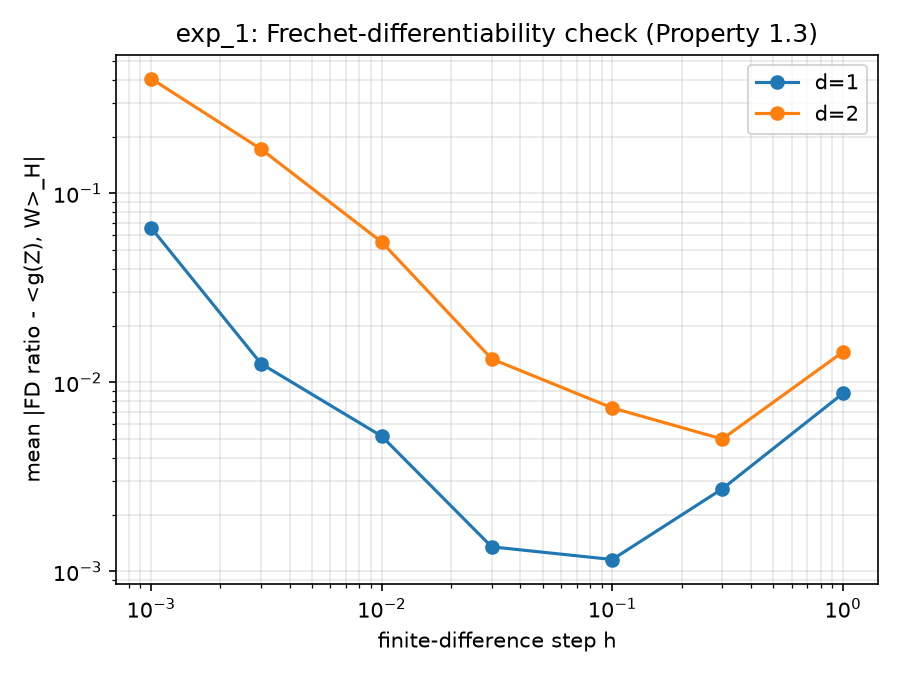 exp_1: Frechet-differentiability check (Property 1.3)
d=1
d=2
mean |FD ratio - <g(Z), W>_H|
10⁻¹
10⁻²
10⁻³
10⁻³
10⁻²
10⁻¹
10⁰
finite-difference step h